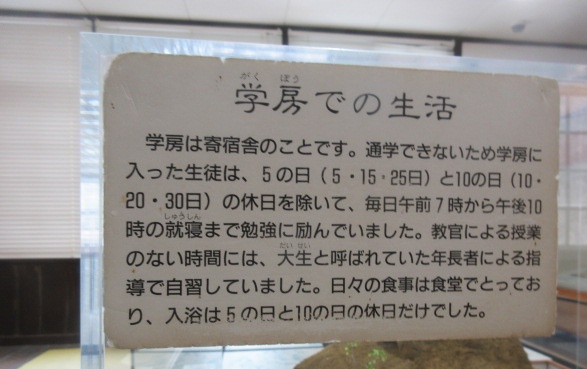 学房での生活
学房は寄宿舎のことです。通学できないため学房に
入った生徒は、5の日（5・15・25日）と10の日（10・
20・30日）の休日を除いて、毎日午前7時から午後10
時の就寝まで勉強に励んでいました。教官による授業
のない時間には、大生と呼ばれていた年長者による指
導で自習していました。日々の食事は食堂でとってお
り、入浴は5の日と10の日の休日だけでした。